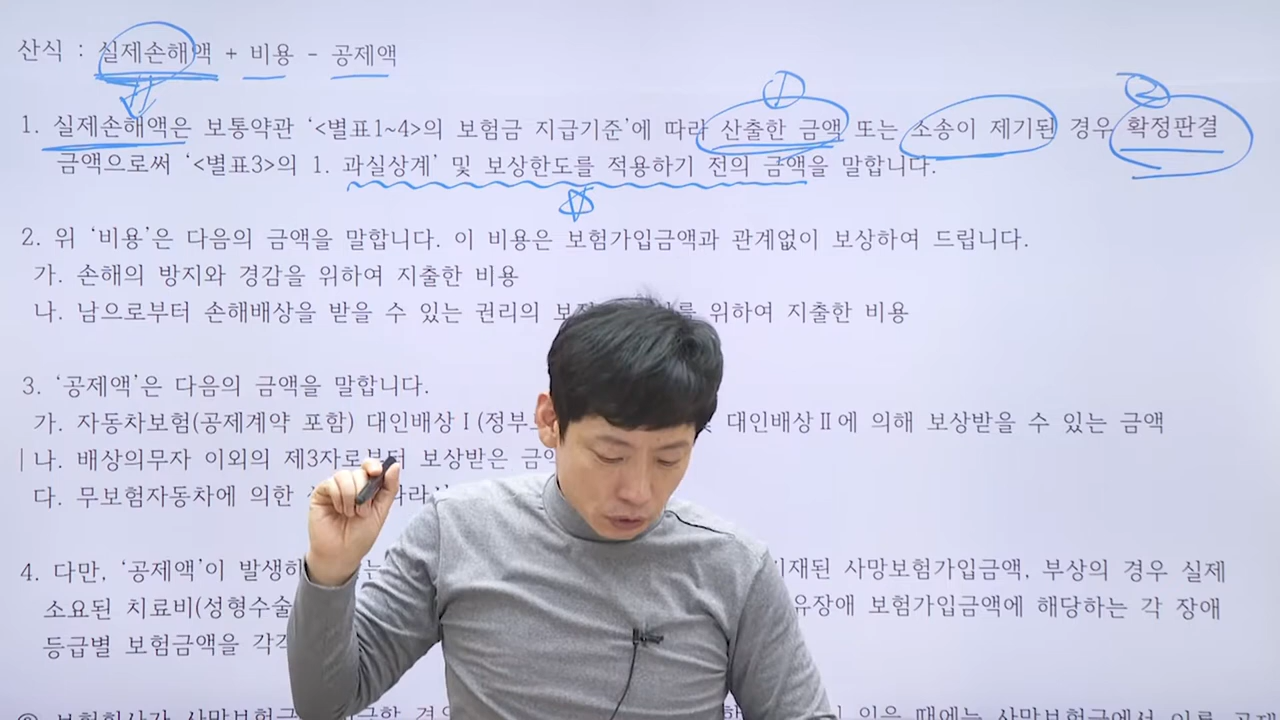 산식 : 실제손해액 + 비용 - 공제액
①
②
1. 실제손해액은 보통약관 '<별표1~4>의 보험금 지급기준'에 따라 산출한 금액 또는 소송이 제기된 경우 확정판결
금액으로써 '<별표3>의 1. 과실상계' 및 보상한도를 적용하기 전의 금액을 말합니다.
2. 위 '비용'은 다음의 금액을 말합니다. 이 비용은 보험가입금액과 관계없이 보상하여 드립니다.
가. 손해의 방지와 경감을 위하여 지출한 비용
나. 남으로부터 손해배상을 받을 수 있는 권리의 위하여 지출한 비용
3. '공제액'은 다음의 금액을 말합니다.
가. 자동차보험(공제계약 포함) 대인배상Ⅰ(정부 대인배상Ⅱ에 의해 보상받을 수 있는 금액
나. 배상의무자 이외의 제3자로부터 보상받은
다. 무보험자동차에 의한
4. 다만, '공제액'이 사망보험가입금액, 부상의 경우 실제
소요된 치료비(성형수술 보험가입금액에 해당하는 각 장애
등급별 보험금액을